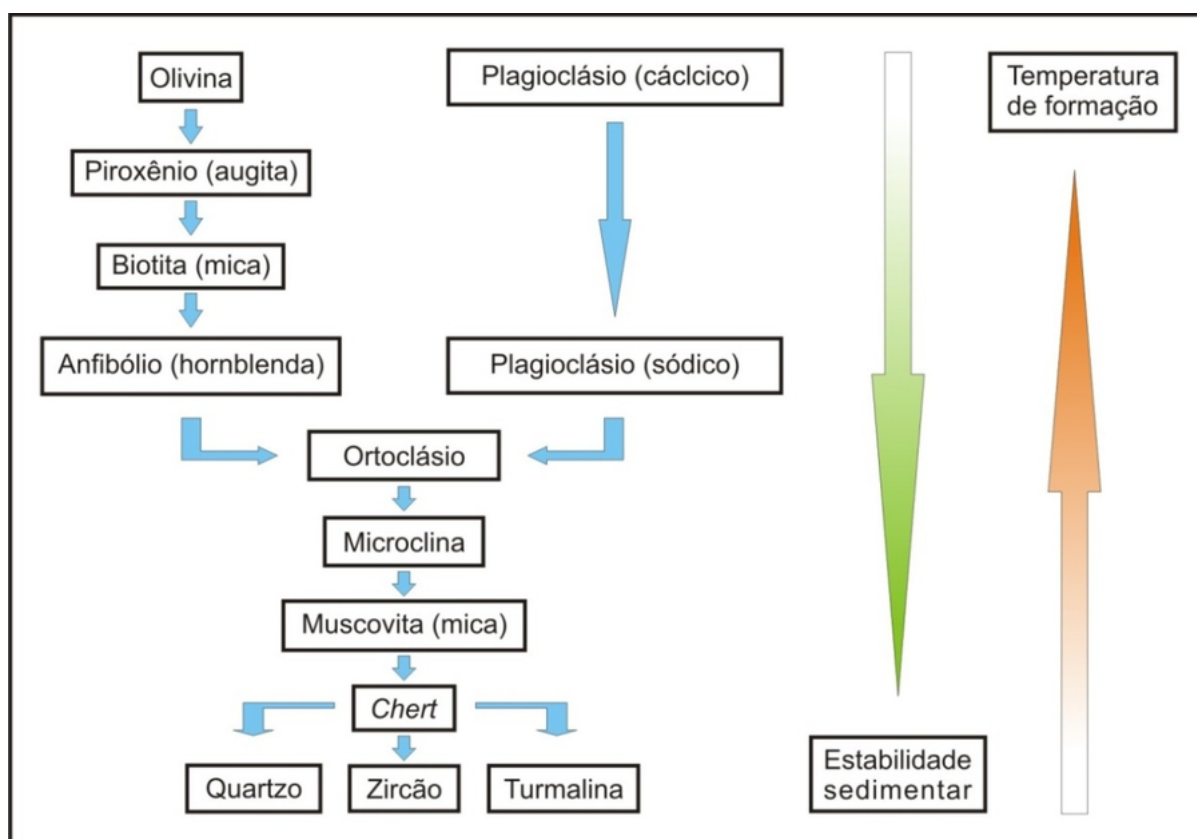 Olivina
Plagioclásio (cáclcico)
Temperatura
de formação
Piroxênio (augita)
Biotita (mica)
Anfibólio (hornblenda)
Plagioclásio (sódico)
Ortoclásio
Microclina
Muscovita (mica)
Chert
Quartzo
Zircão
Turmalina
Estabilidade
sedimentar